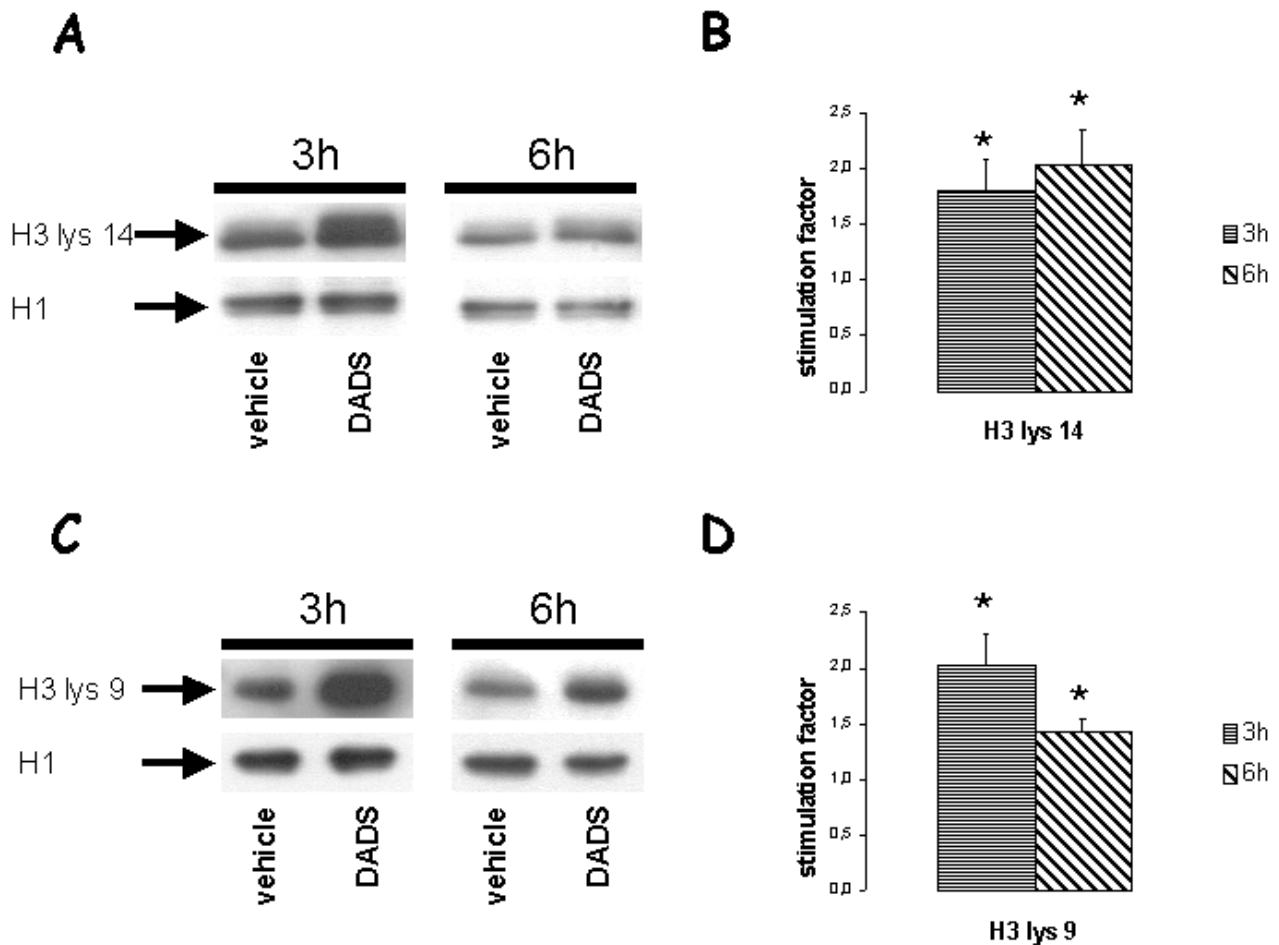 A
3h
6h
H3 lys 14
H1
vehicle
DADS
vehicle
DADS
B
*
*
2,5
2,0
1,5
1,0
0,5
0,0
stimulation factor
3h
6h
H3 lys 14
C
3h
6h
H3 lys 9
H1
vehicle
DADS
vehicle
DADS
D
*
*
2,5
2,0
1,5
1,0
0,5
0,0
stimulation factor
3h
6h
H3 lys 9